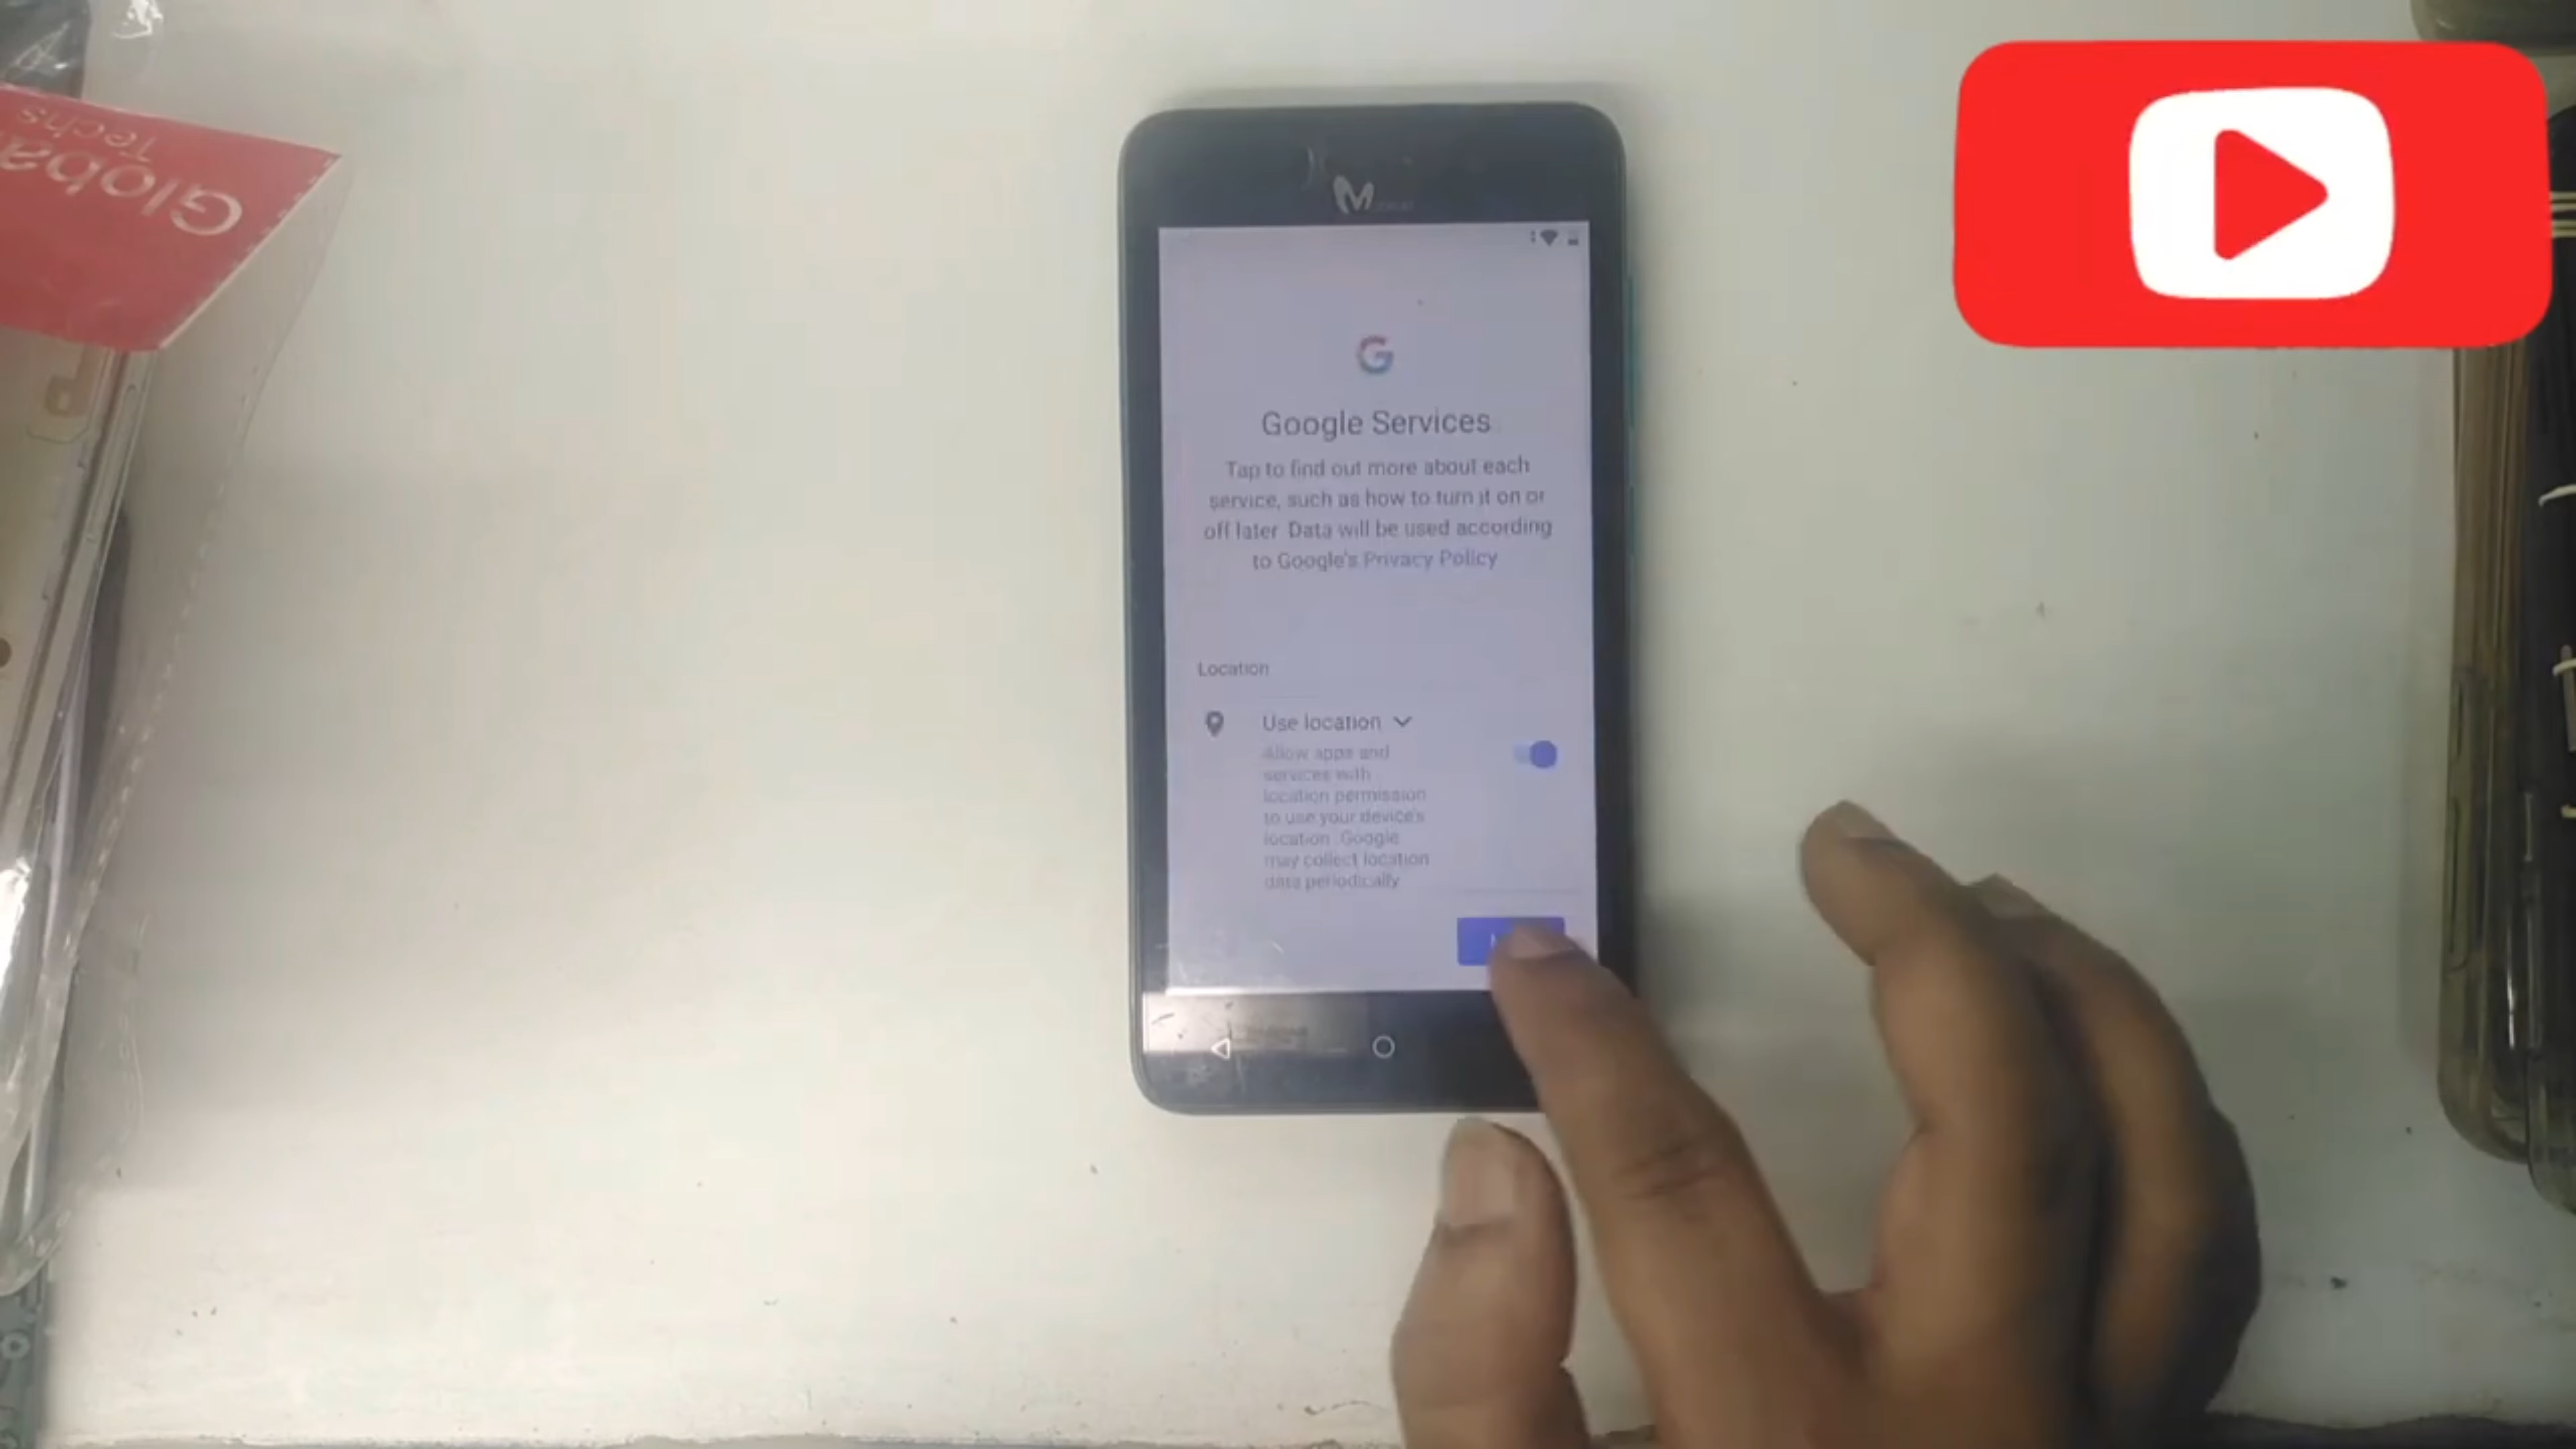 Global
Techs
Google Services
Tap to find out more about each
service, such as how to turn it on or
off later. Data will be used according
to Google's Privacy Policy
Location
Use location
Allow apps and
services with
location permission
to use your device's
location. Google
may collect location
data periodically